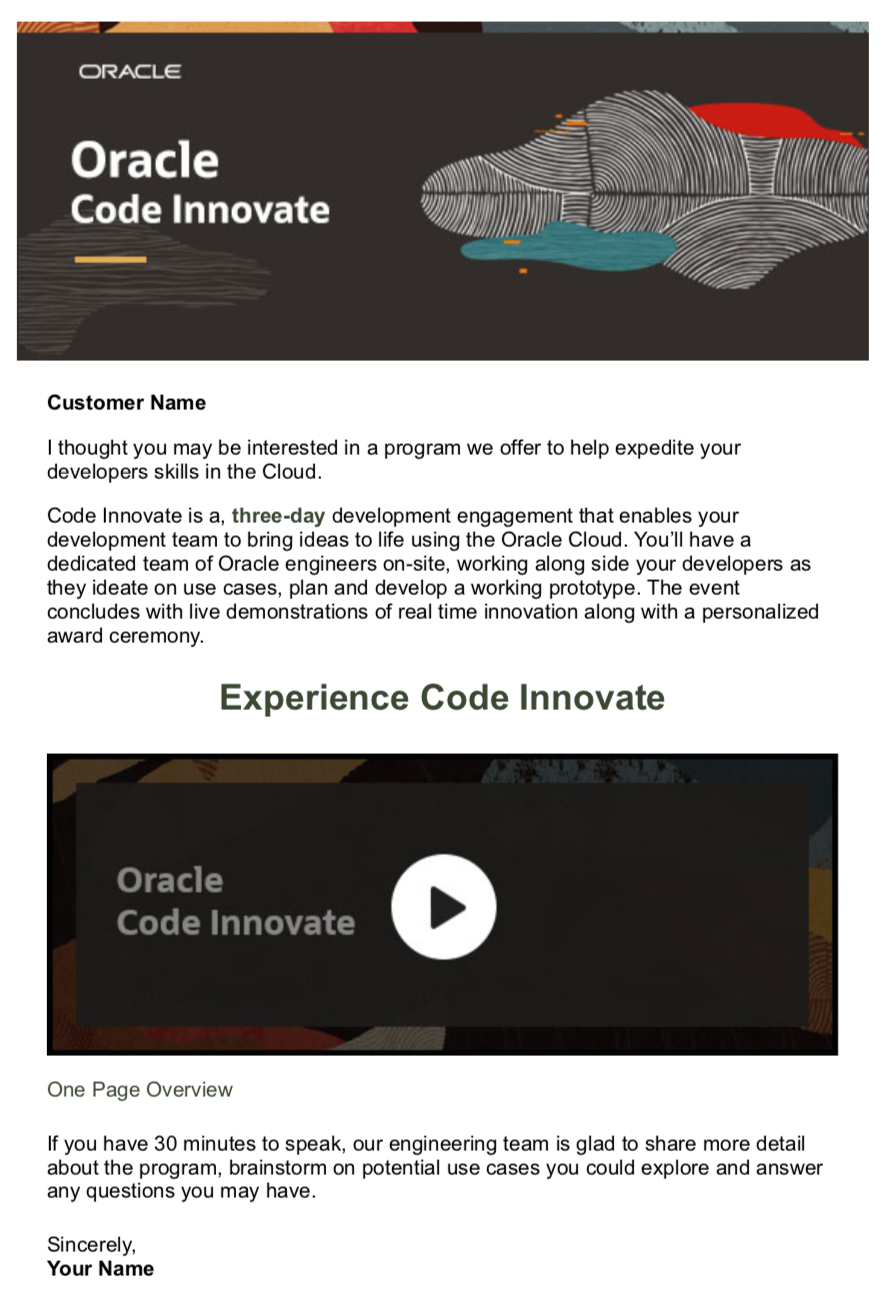 ORACLE
Oracle
Code Innovate
Customer Name
I thought you may be interested in a program we offer to help expedite your
developers skills in the Cloud.
Code Innovate is a, three-day development engagement that enables your
development team to bring ideas to life using the Oracle Cloud. You’ll have a
dedicated team of Oracle engineers on-site, working along side your developers as
they ideate on use cases, plan and develop a working prototype. The event
concludes with live demonstrations of real time innovation along with a personalized
award ceremony.
Experience Code Innovate
Oracle
Code Innovate
One Page Overview
If you have 30 minutes to speak, our engineering team is glad to share more detail
about the program, brainstorm on potential use cases you could explore and answer
any questions you may have.
Sincerely,
Your Name